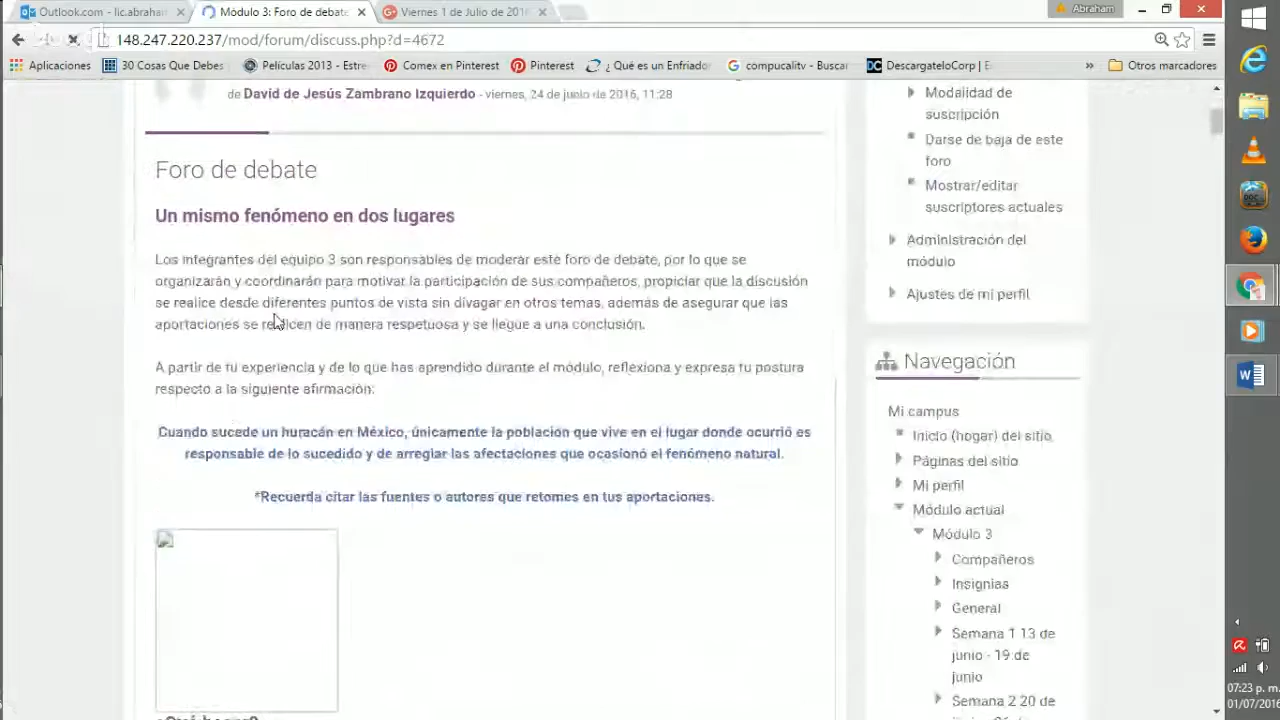 Outlook.com - lic.abraham
Módulo 3: Foro de debate
Viernes 1 de Julio de 2016
Abraham
148.247.220.237/mod/forum/discuss.php?d=4672
Aplicaciones
30 Cosas Que Debes
Películas 2013 - Estre
Comex en Pinterest
Pinterest
¿Qué es un Enfriador
compucalitv - Buscar
DescargateloCorp |
»
Otros marcadores
de David de Jesús Zambrano Izquierdo - viernes, 24 de junio de 2016, 11:28
Foro de debate
Un mismo fenómeno en dos lugares
Los integrantes del equipo 3 son responsables de moderar este foro de debate, por lo que se
organizarán y coordinarán para motivar la participación de sus compañeros, propiciar que la discusión
se realice desde diferentes puntos de vista sin divagar en otros temas, además de asegurar que las
aportaciones se realicen de manera respetuosa y se llegue a una conclusión.
A partir de tu experiencia y de lo que has aprendido durante el módulo, reflexiona y expresa tu postura
respecto a la siguiente afirmación:
Cuando sucede un huracán en México, únicamente la población que vive en el lugar donde ocurrió es
responsable de lo sucedido y de arreglar las afectaciones que ocasionó el fenómeno natural.
*Recuerda citar las fuentes o autores que retomes en tus aportaciones.
Modalidad de
suscripción
Darse de baja de este
foro
Mostrar/editar
suscriptores actuales
Administración del
módulo
Ajustes de mi perfil
Navegación
Mi campus
Inicio (hogar) del sitio
Páginas del sitio
Mi perfil
Módulo actual
Módulo 3
Compañeros
Insignias
General
Semana 1 13 de
junio - 19 de
junio
Semana 2 20 de
07:23 p. m.
01/07/2016